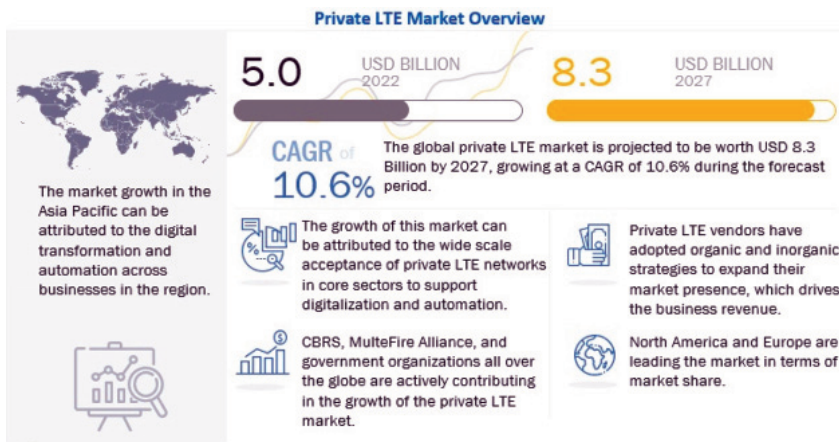 Private LTE Market Overview
The market growth in the
Asia Pacific can be
attributed to the digital
transformation and
automation across
businesses in the region.
5.0
USD BILLION
2022
8.3
USD BILLION
2027
CAGR of
10.6%
The global private LTE market is projected to be worth USD 8.3
Billion by 2027, growing at a CAGR of 10.6% during the forecast
period.
The growth of this market can
be attributed to the wide scale
acceptance of private LTE networks
in core sectors to support
digitalization and automation.
Private LTE vendors have
adopted organic and inorganic
strategies to expand their
market presence, which drives
the business revenue.
CBRS, MulteFire Alliance, and
government organizations all over
the globe are actively contributing
in the growth of the private LTE
market.
North America and Europe are
leading the market in terms of
market share.